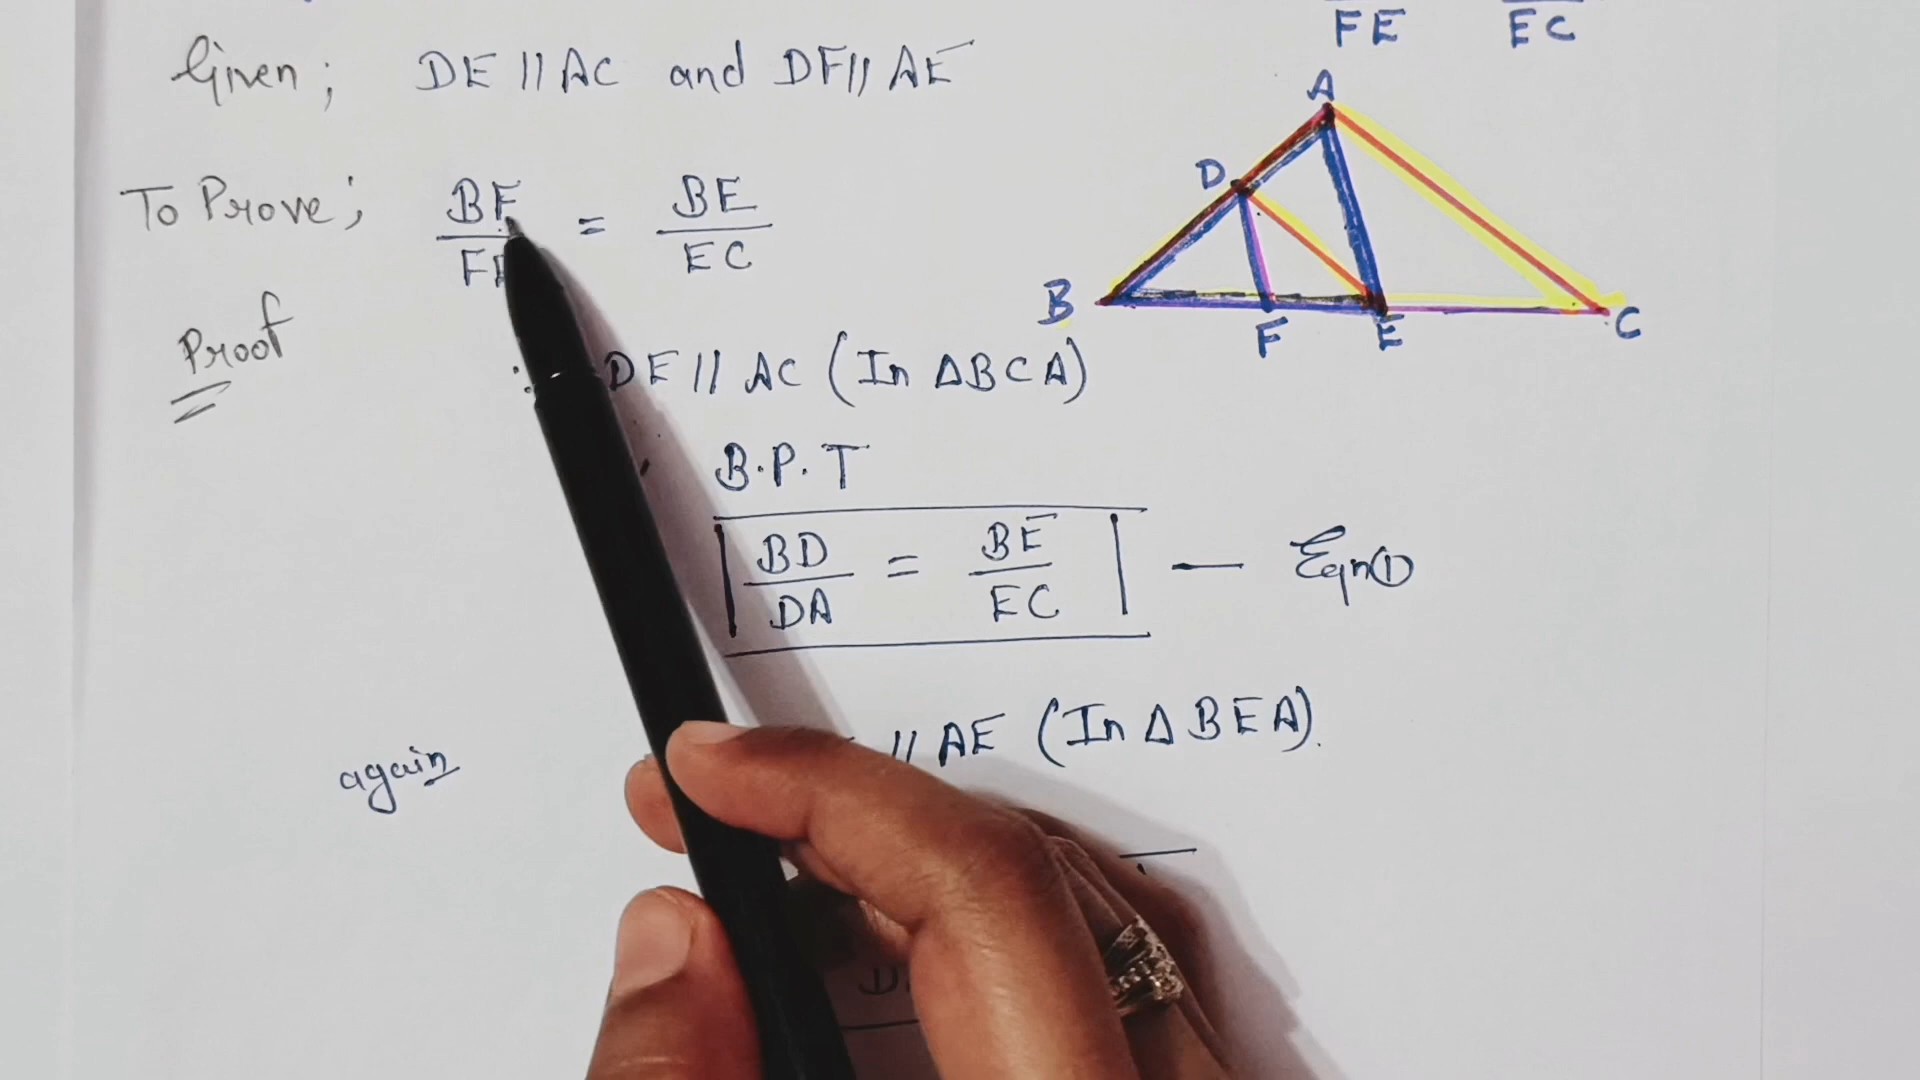 FE EC
Given; DE || AC and DF || AE
A
D
To Prove; BF/FE = BE/EC
B F E C
Proof
∵ DE || AC (In ΔBCA)
B.P.T
BD/DA = BE/EC — Eqn ①
again || AE (In ΔBEA).